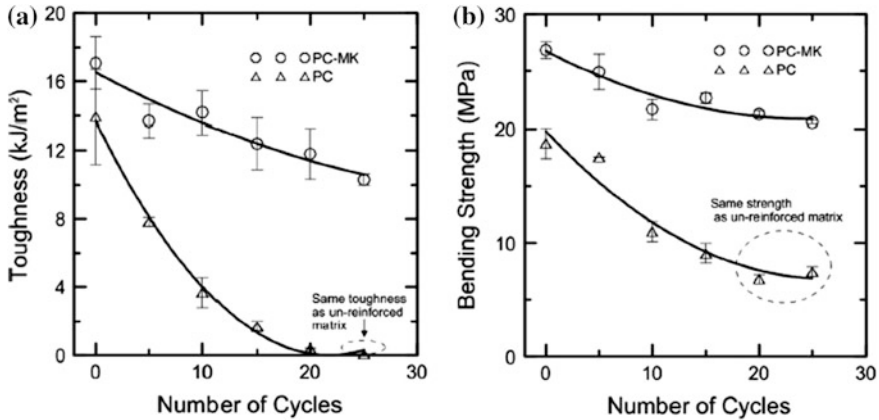 (a)
20
16
12
8
4
0
Toughness (kJ/m²)
PC-MK
PC
Same toughness
as un-reinforced
matrix
0 10 20 30
Number of Cycles
(b)
30
20
10
0
Bending Strength (MPa)
PC-MK
PC
Same strength
as un-reinforced matrix
0 10 20 30
Number of Cycles